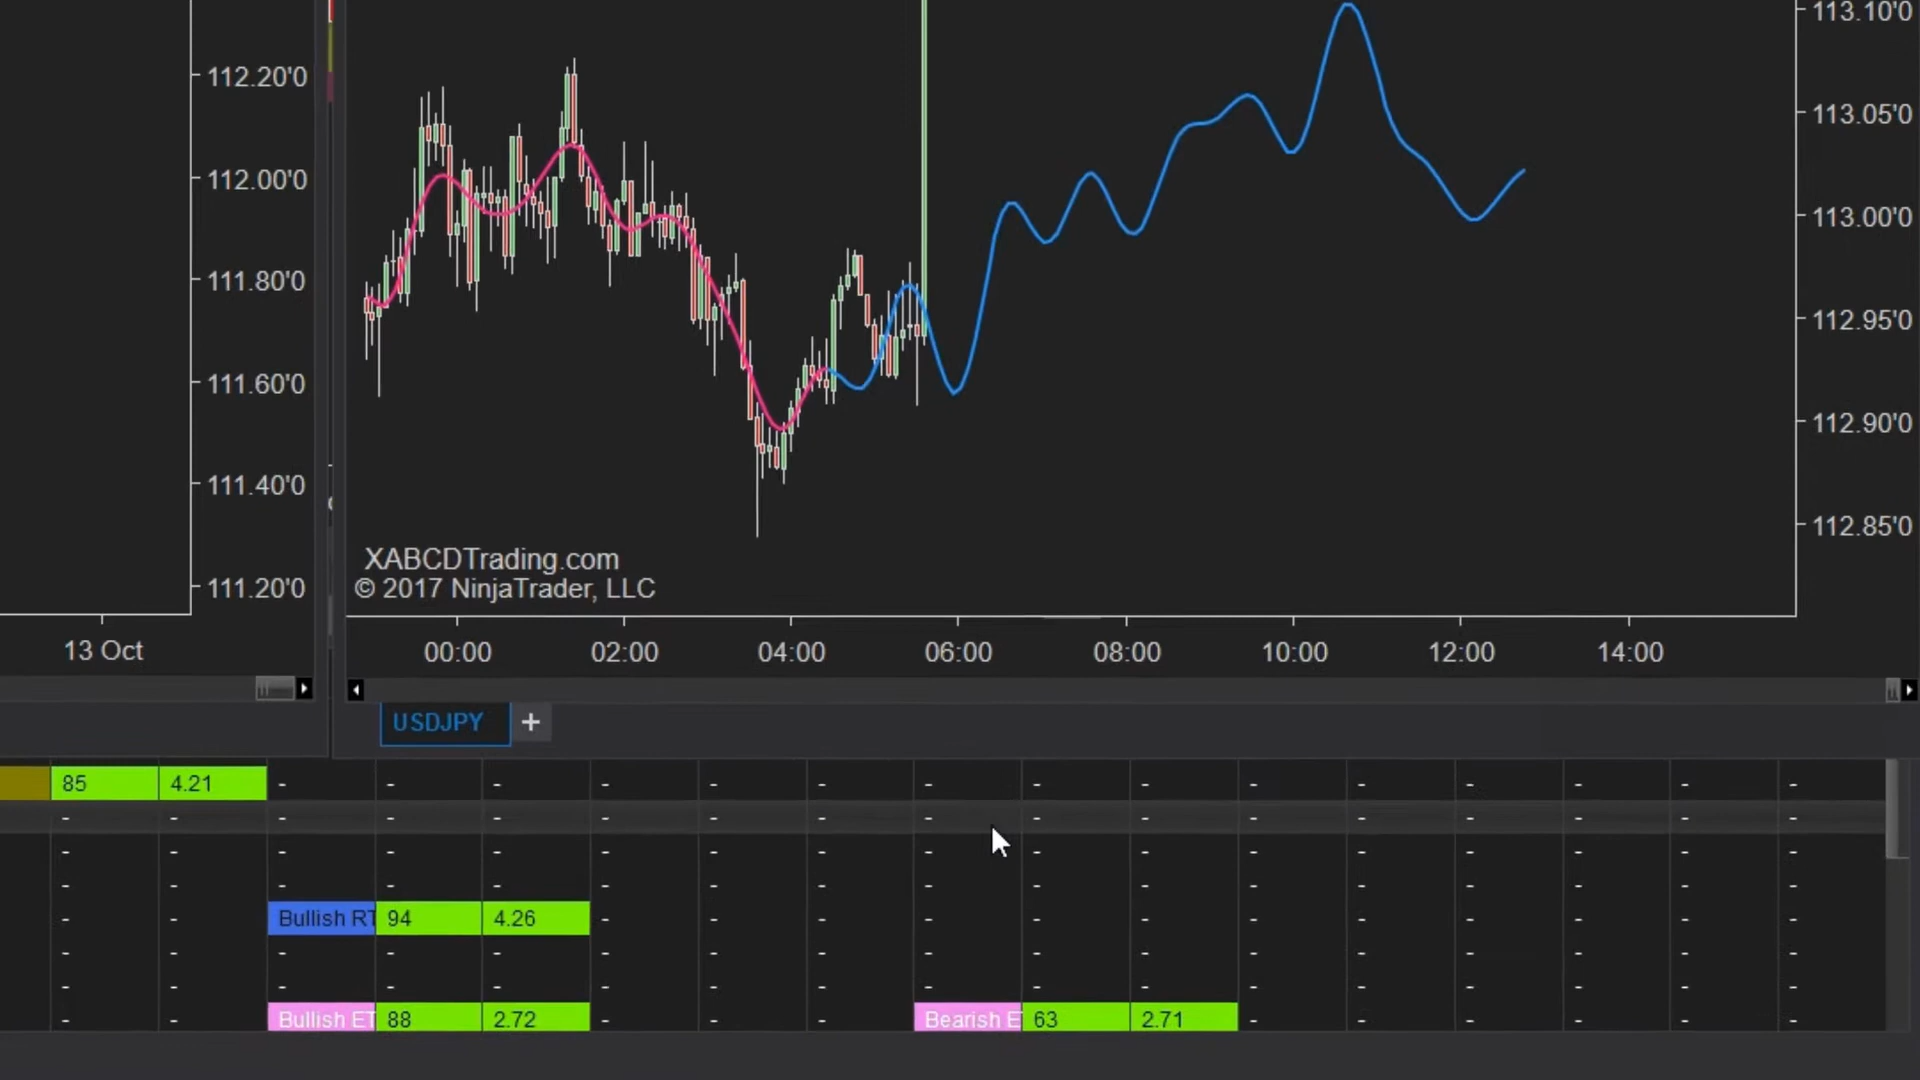 112.20'0
112.00'0
111.80'0
111.60'0
111.40'0
111.20'0
13 Oct
113.10'0
113.05'0
113.00'0
112.95'0
112.90'0
112.85'0
XABCDTrading.com
© 2017 NinjaTrader, LLC
00:00 02:00 04:00 06:00 08:00 10:00 12:00 14:00
USDJPY +
85 4.21 - - - - - - - - - - - - - - -
- - - - - - - - - - - - - - - - -
- - - - - - - - - - - - - - - - -
- - - - - - - - - - - - - - - - -
- - Bullish RT 94 4.26 - - - - - - - - - - - -
- - - - - - - - - - - - - - - - -
- - - - - - - - - - - - - - - - -
- - Bullish ET 88 2.72 - - - Bearish E 63 2.71 - - - - - -